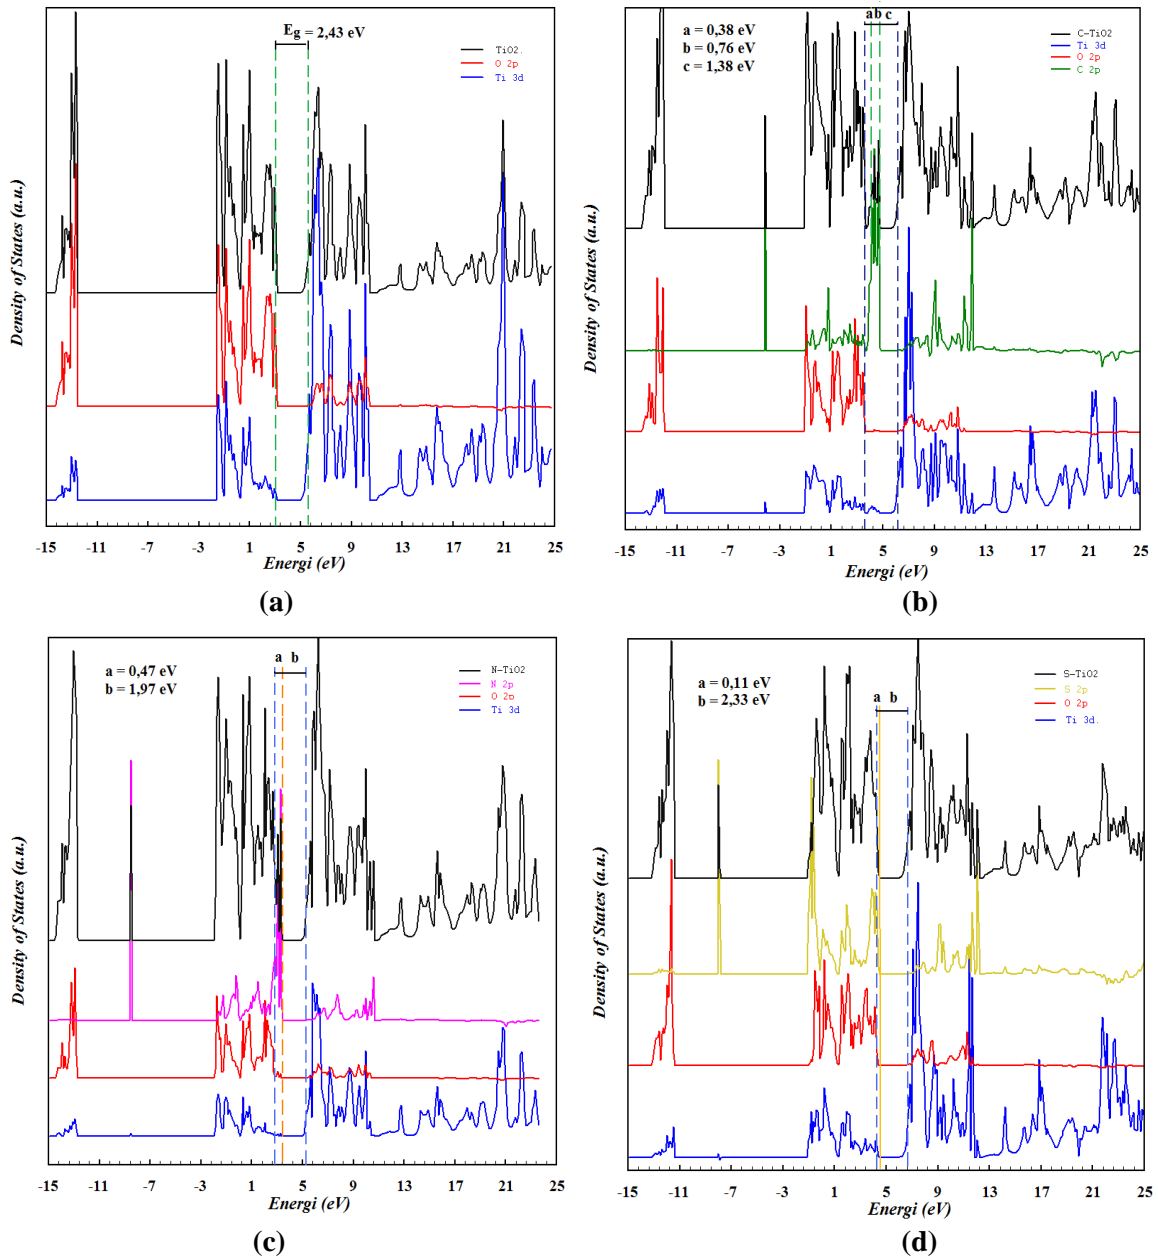 E_g = 2,43 eV
TiO2.
O 2p
Ti 3d
Density of States (a.u.)
-15 -11 -7 -3 1 5 9 13 17 21 25
Energi (eV)
(a)
a = 0,38 eV
b = 0,76 eV
c = 1,38 eV
a b c
C-TiO2
Ti 3d
O 2p
C 2p
Density of States (a.u.)
-15 -11 -7 -3 1 5 9 13 17 21 25
Energi (eV)
(b)
a = 0,47 eV
b = 1,97 eV
a b
N-TiO2
N 2p
O 2p
Ti 3d
Density of States (a.u.)
-15 -11 -7 -3 1 5 9 13 17 21 25
Energi (eV)
(c)
a = 0,11 eV
b = 2,33 eV
a b
S-TiO2
S 2p
O 2p
Ti 3d.
Density of States (a.u.)
-15 -11 -7 -3 1 5 9 13 17 21 25
Energi (eV)
(d)